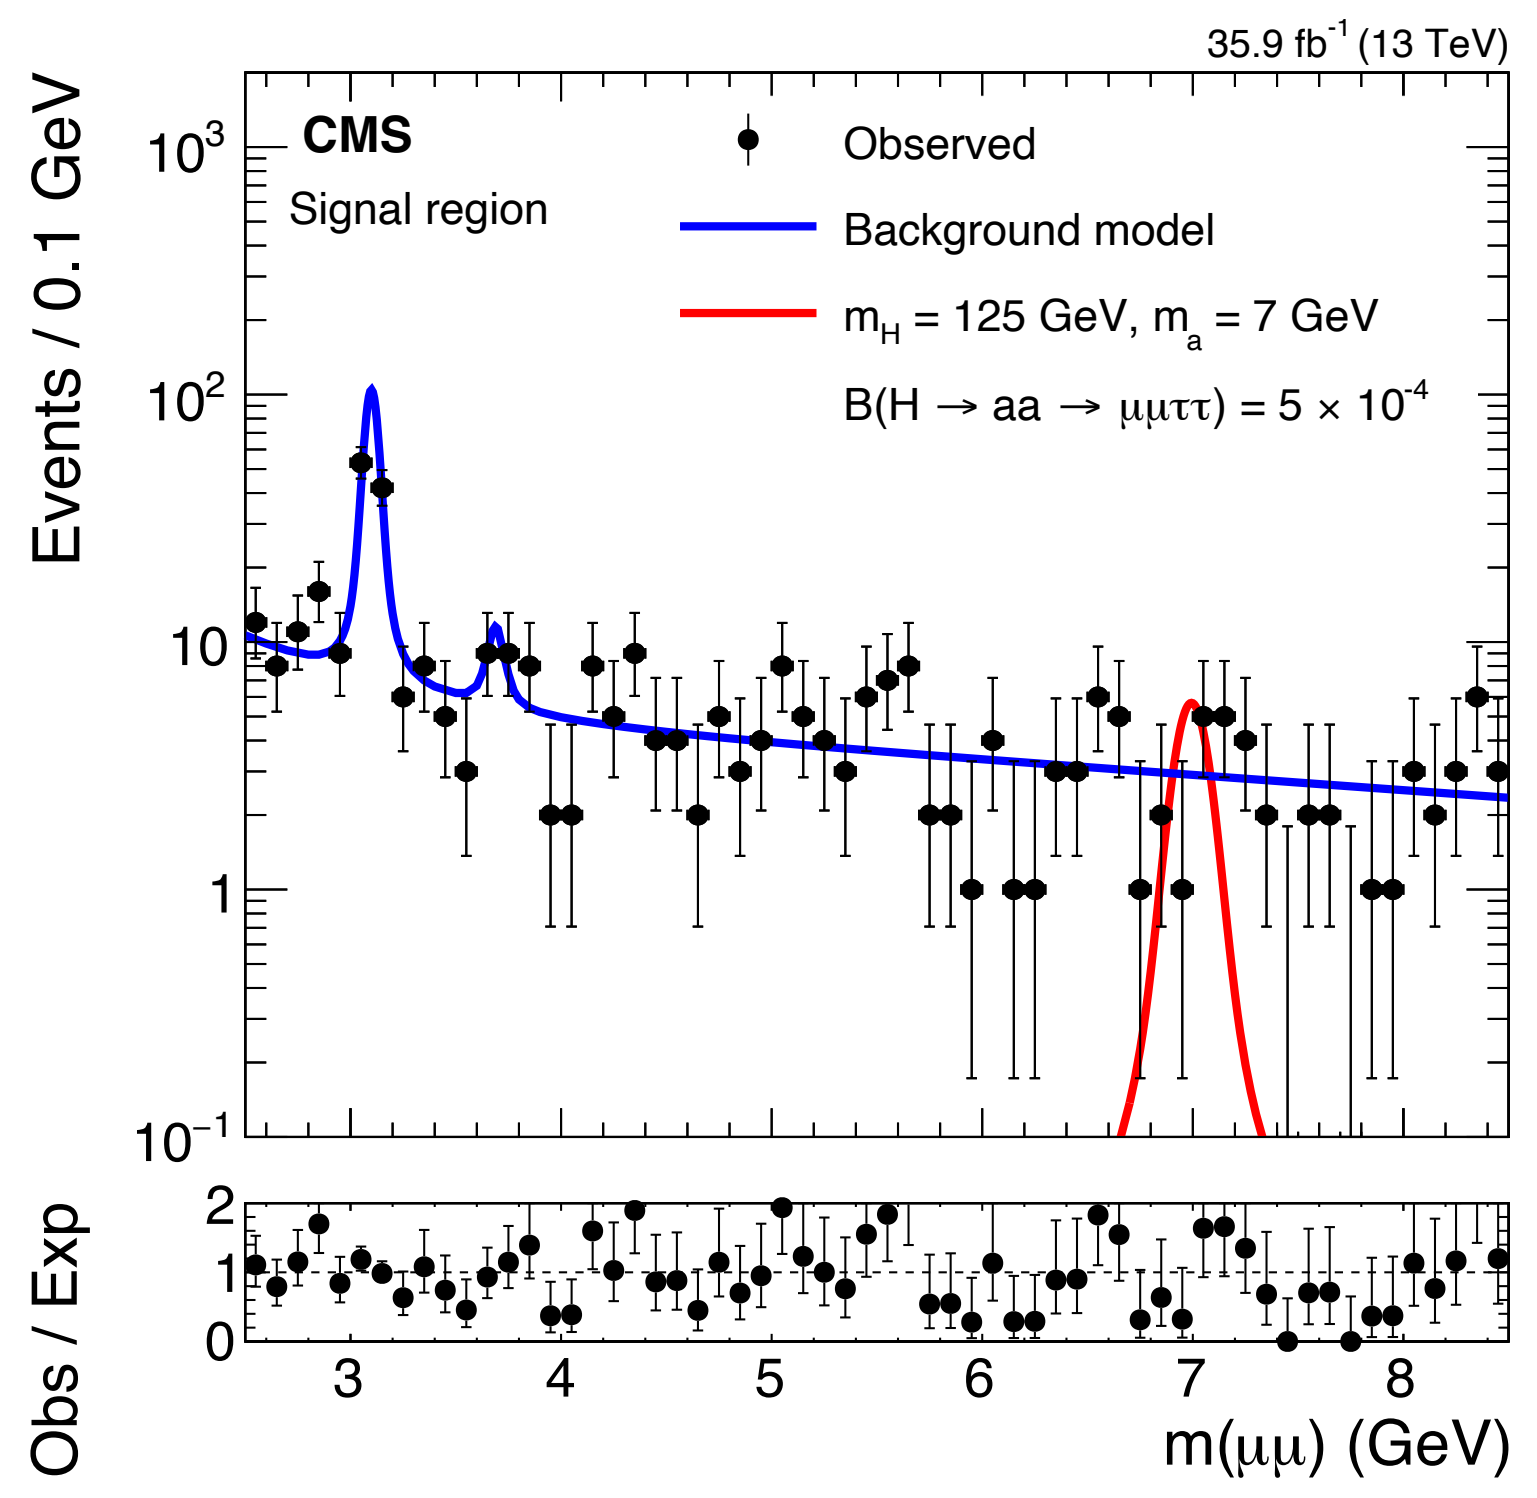 35.9 fb⁻¹ (13 TeV)
CMS
Signal region
Observed
Background model
m_H = 125 GeV, m_a = 7 GeV
B(H → aa → μμττ) = 5 × 10⁻⁴
Events / 0.1 GeV
10³
10²
10
1
10⁻¹
Obs / Exp
2
1
0
3 4 5 6 7 8
m(μμ) (GeV)